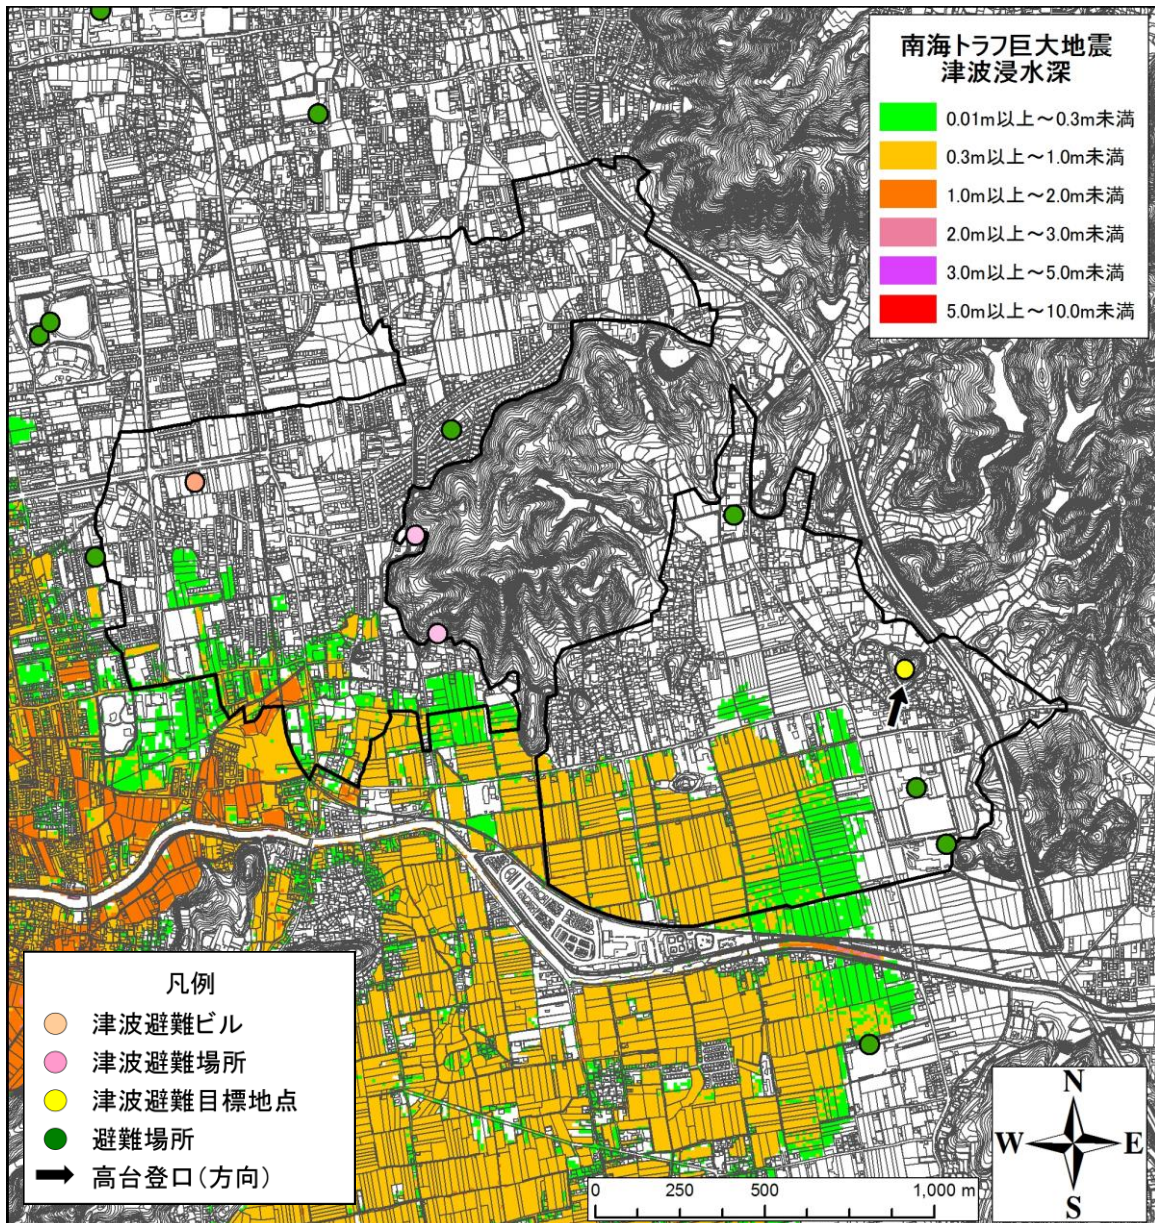 南海トラフ巨大地震
津波浸水深
0.01m以上～0.3m未満
0.3m以上～1.0m未満
1.0m以上～2.0m未満
2.0m以上～3.0m未満
3.0m以上～5.0m未満
5.0m以上～10.0m未満
凡例
津波避難ビル
津波避難場所
津波避難目標地点
避難場所
高台登口(方向)
N
W E
S
0 250 500 1,000 m